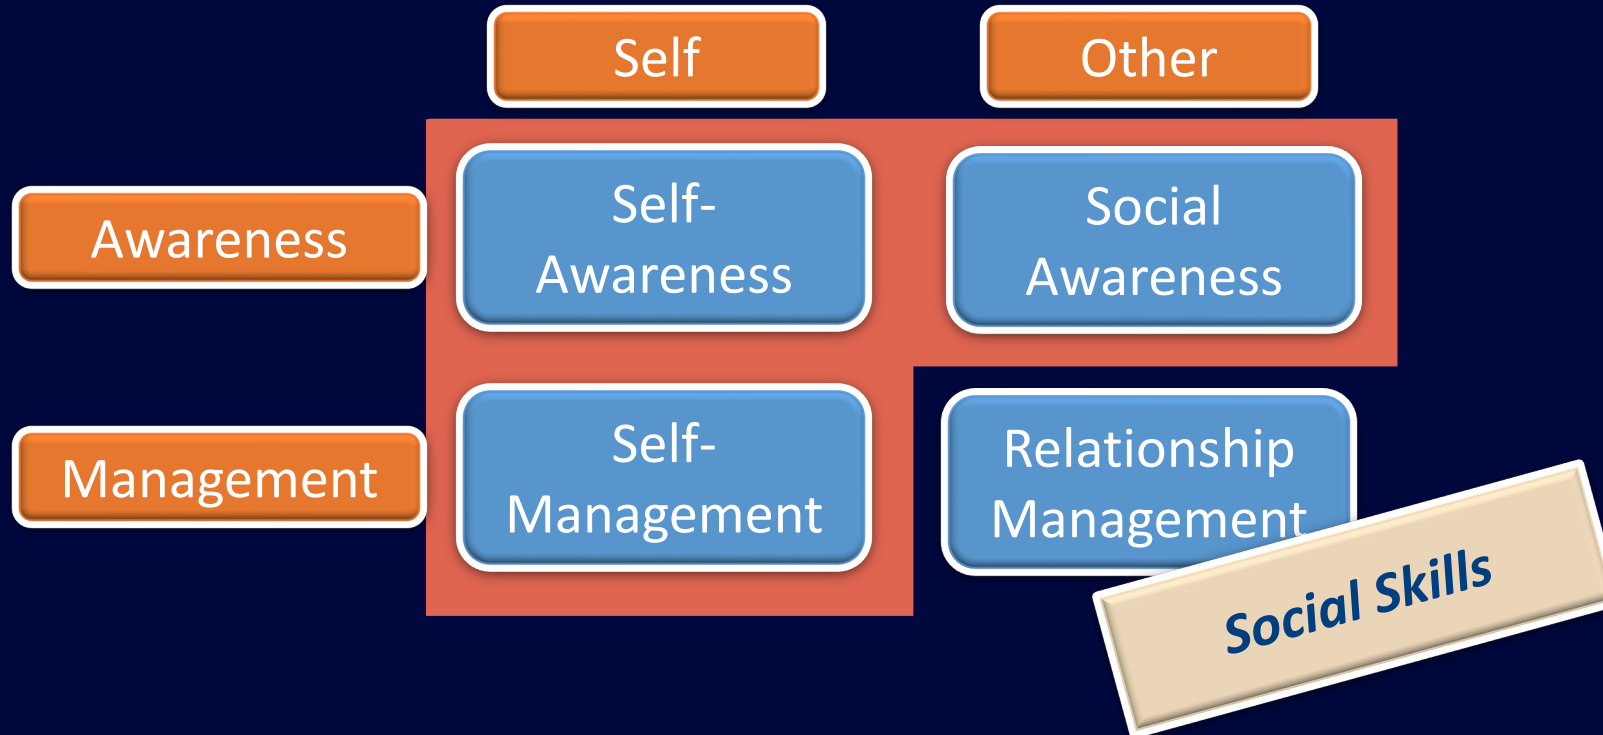 Self
Other
Awareness
Self-
Awareness
Social
Awareness
Management
Self-
Management
Relationship
Management
Social Skills